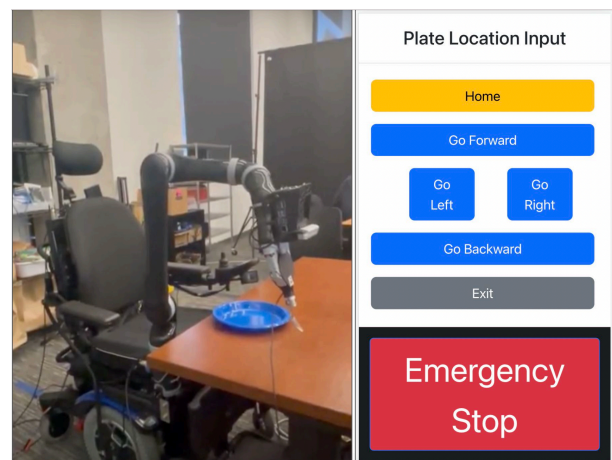 Plate Location Input
Home
Go Forward
Go
Left
Go
Right
Go Backward
Exit
Emergency
Stop